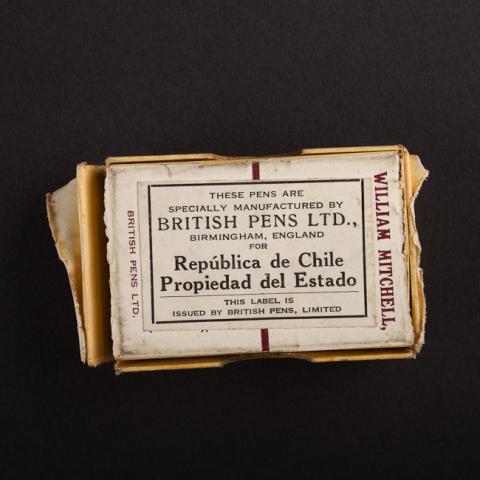 THESE PENS ARE
SPECIALLY MANUFACTURED BY
BRITISH PENS LTD.,
BIRMINGHAM, ENGLAND
FOR
República de Chile
Propiedad del Estado
THIS LABEL IS
ISSUED BY BRITISH PENS, LIMITED
BRITISH PENS LTD.
WILLIAM MITCHELL,